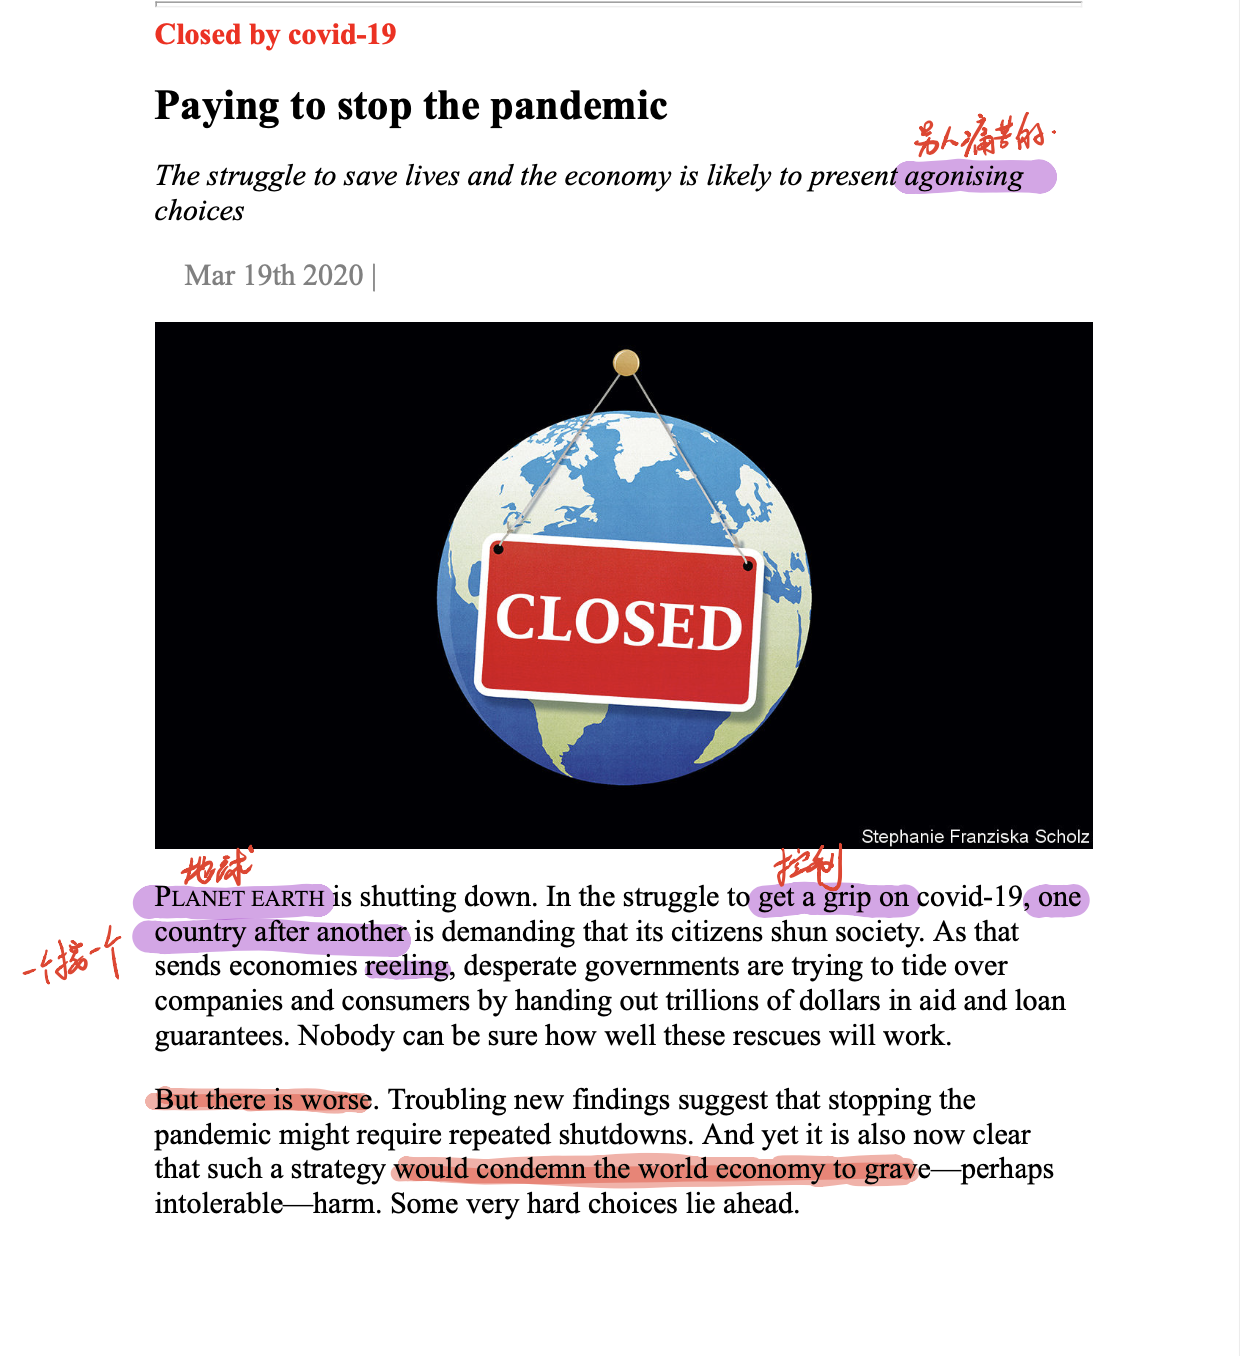 Closed by covid-19
Paying to stop the pandemic
另人痛苦的.
The struggle to save lives and the economy is likely to present agonising
choices
Mar 19th 2020 |
CLOSED
Stephanie Franziska Scholz
地球
控制
PLANET EARTH is shutting down. In the struggle to get a grip on covid-19, one
country after another is demanding that its citizens shun society. As that
一个接一个
sends economies reeling, desperate governments are trying to tide over
companies and consumers by handing out trillions of dollars in aid and loan
guarantees. Nobody can be sure how well these rescues will work.
But there is worse. Troubling new findings suggest that stopping the
pandemic might require repeated shutdowns. And yet it is also now clear
that such a strategy would condemn the world economy to grave—perhaps
intolerable—harm. Some very hard choices lie ahead.